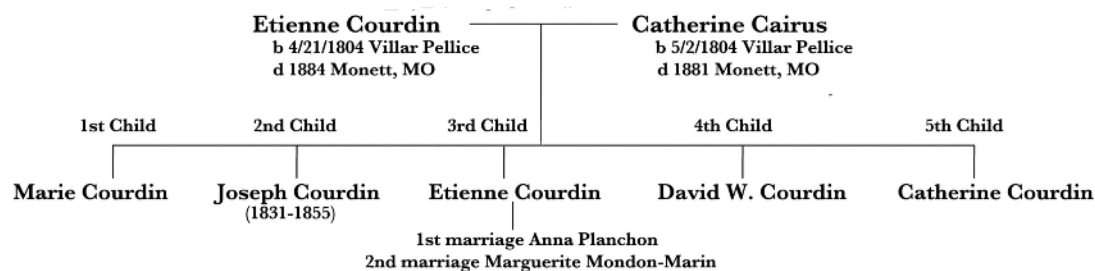 Etienne Courdin Catherine Cairus
b 4/21/1804 Villar Pellice b 5/2/1804 Villar Pellice
d 1884 Monett, MO d 1881 Monett, MO
1st Child 2nd Child 3rd Child 4th Child 5th Child
Marie Courdin Joseph Courdin Etienne Courdin David W. Courdin Catherine Courdin
(1831-1855)
1st marriage Anna Planchon
2nd marriage Marguerite Mondon-Marin